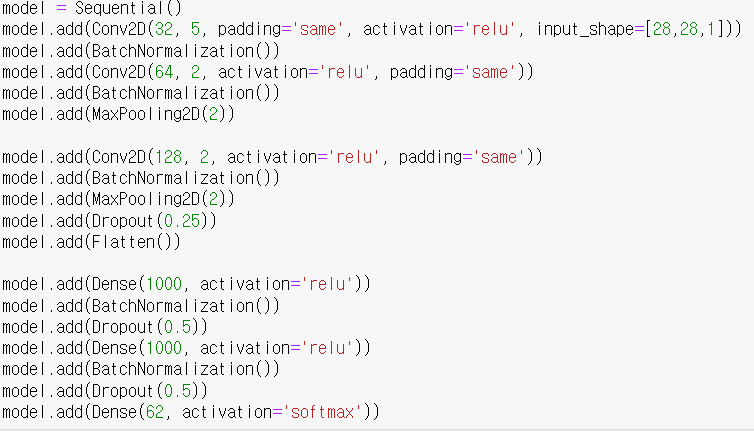 model = Sequential()
model.add(Conv2D(32, 5, padding='same', activation='relu', input_shape=[28,28,1]))
model.add(BatchNormalization())
model.add(Conv2D(64, 2, activation='relu', padding='same'))
model.add(BatchNormalization())
model.add(MaxPooling2D(2))
model.add(Conv2D(128, 2, activation='relu', padding='same'))
model.add(BatchNormalization())
model.add(MaxPooling2D(2))
model.add(Dropout(0.25))
model.add(Flatten())
model.add(Dense(1000, activation='relu'))
model.add(BatchNormalization())
model.add(Dropout(0.5))
model.add(Dense(1000, activation='relu'))
model.add(BatchNormalization())
model.add(Dropout(0.5))
model.add(Dense(62, activation='softmax'))